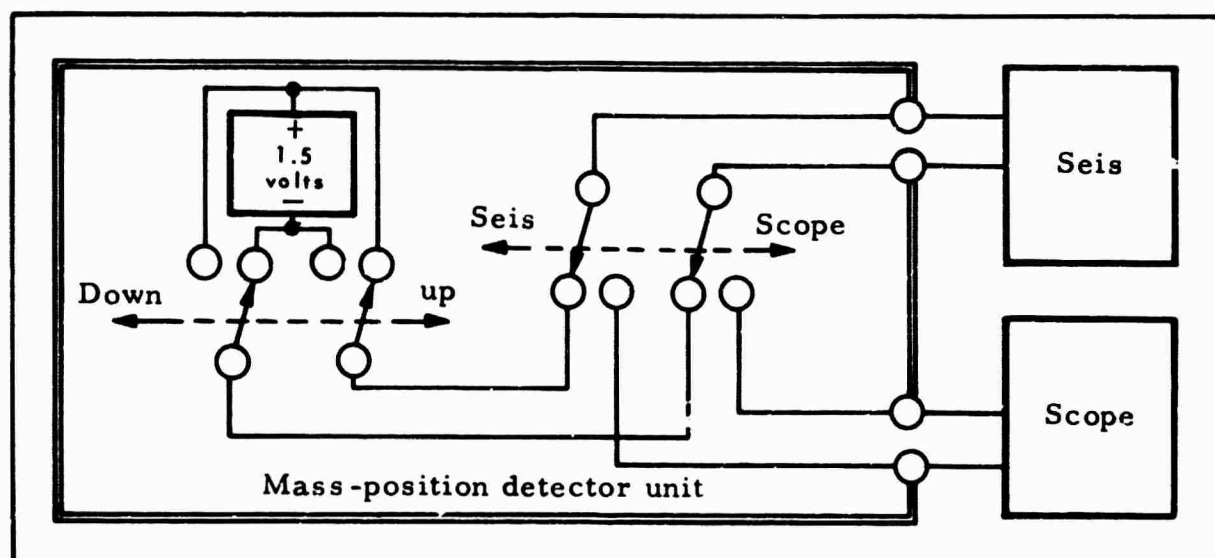 +
1.5
volts
−
Seis
Scope
Down
up
Seis
Scope
Mass-position detector unit